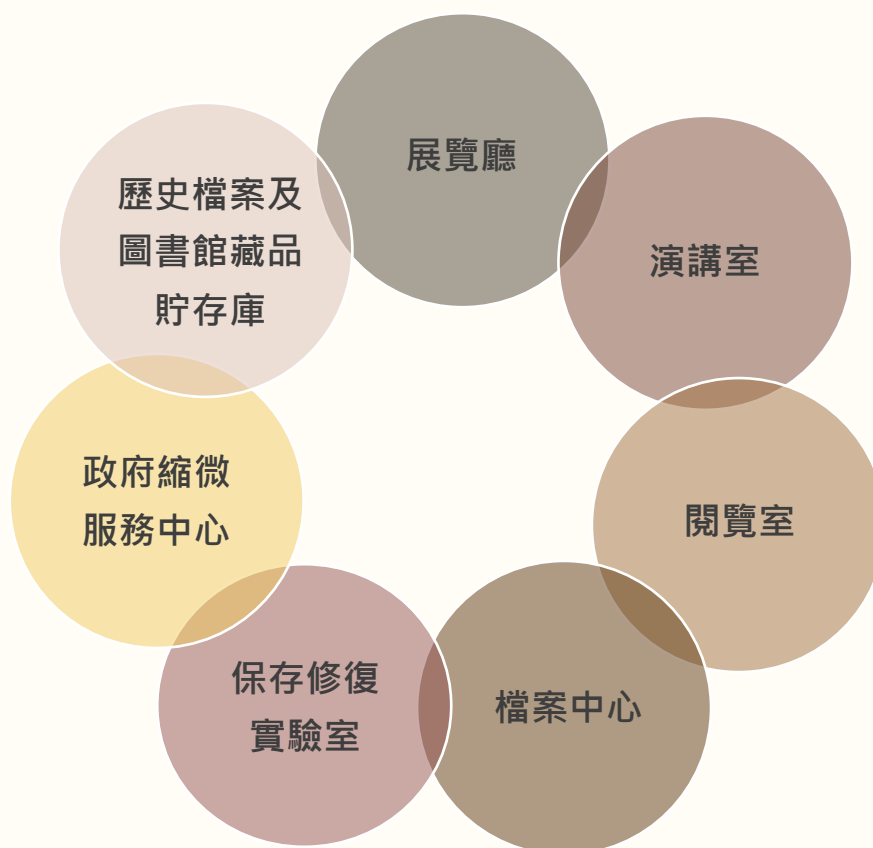 展覽廳
演講室
閱覽室
檔案中心
保存修復
實驗室
政府縮微
服務中心
歷史檔案及
圖書館藏品
貯存庫